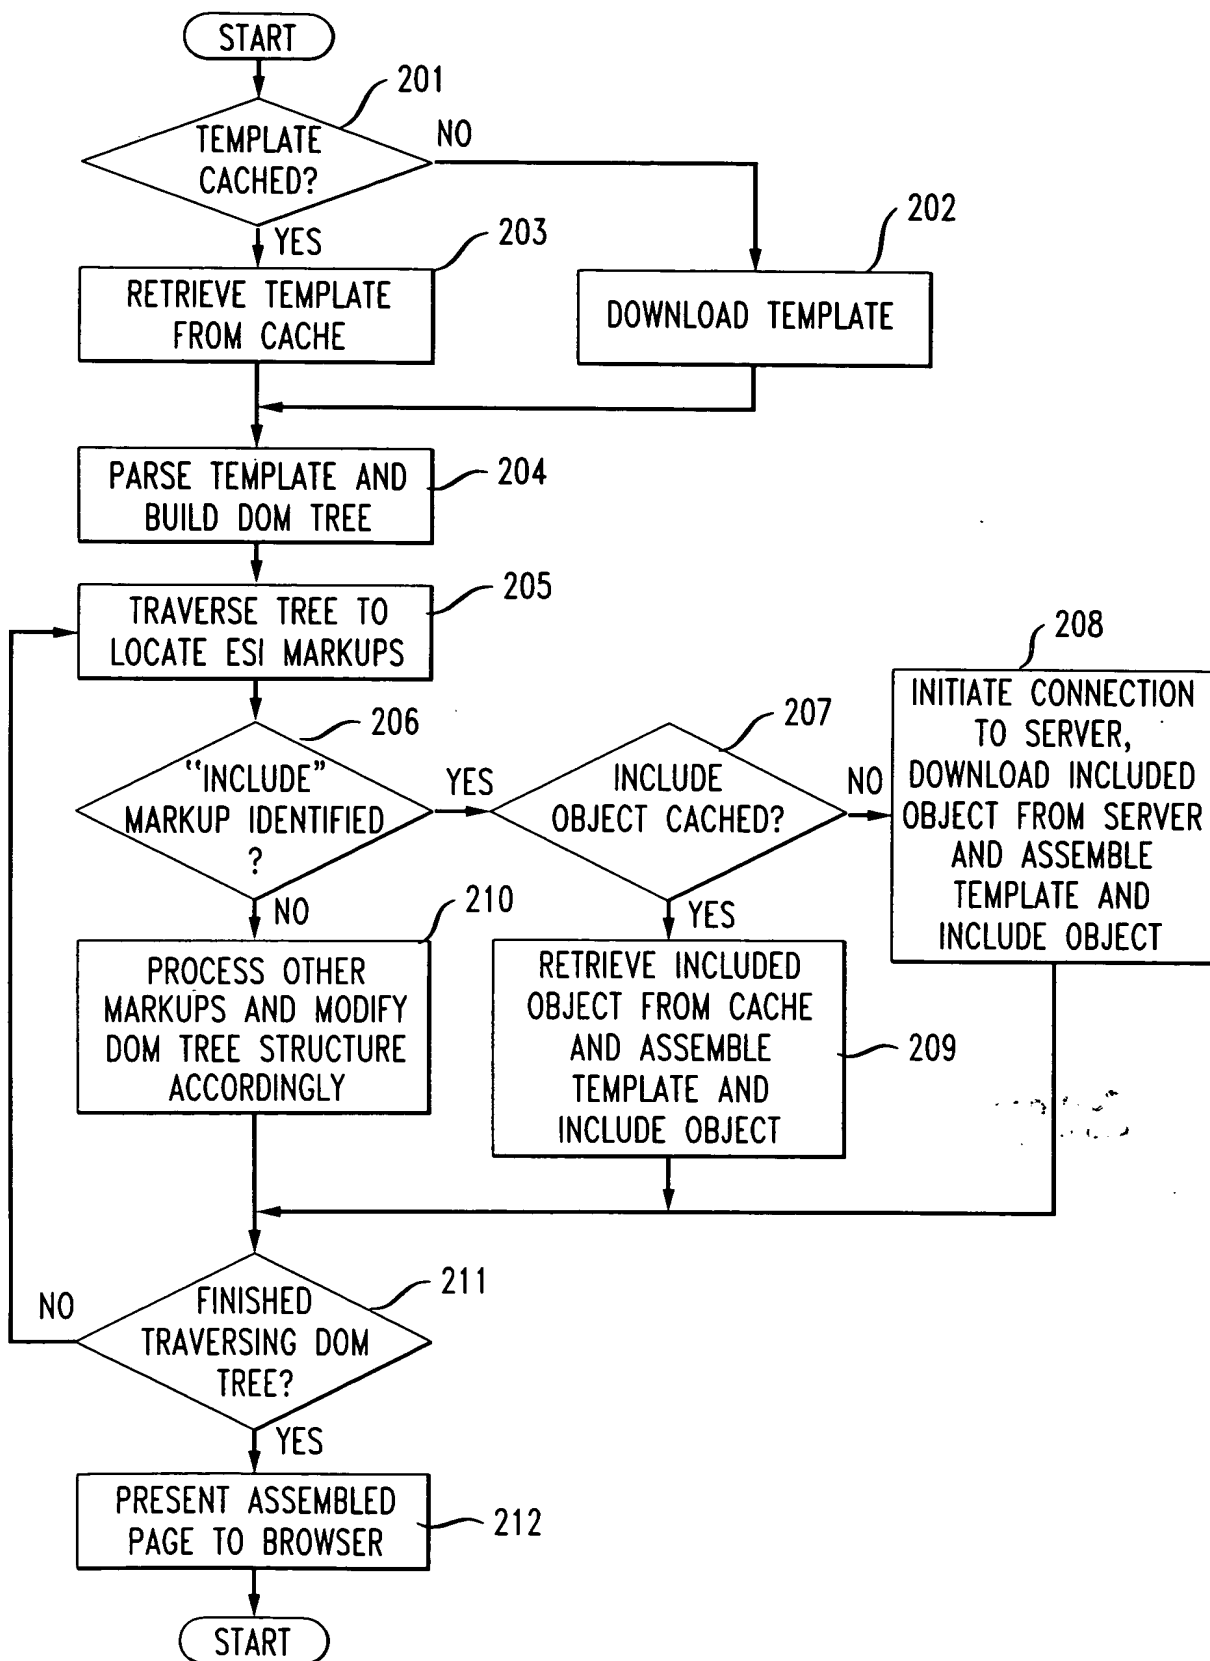 START
201
TEMPLATE
CACHED?
NO
YES
203
202
RETRIEVE TEMPLATE
FROM CACHE
DOWNLOAD TEMPLATE
PARSE TEMPLATE AND
BUILD DOM TREE
204
205
TRAVERSE TREE TO
LOCATE ESI MARKUPS
206
"INCLUDE"
MARKUP IDENTIFIED
?
YES
NO
207
INCLUDE
OBJECT CACHED?
NO
YES
208
INITIATE CONNECTION
TO SERVER,
DOWNLOAD INCLUDED
OBJECT FROM SERVER
AND ASSEMBLE
TEMPLATE AND
INCLUDE OBJECT
210
PROCESS OTHER
MARKUPS AND MODIFY
DOM TREE STRUCTURE
ACCORDINGLY
RETRIEVE INCLUDED
OBJECT FROM CACHE
AND ASSEMBLE
TEMPLATE AND
INCLUDE OBJECT
209
211
NO
FINISHED
TRAVERSING DOM
TREE?
YES
PRESENT ASSEMBLED
PAGE TO BROWSER
212
START